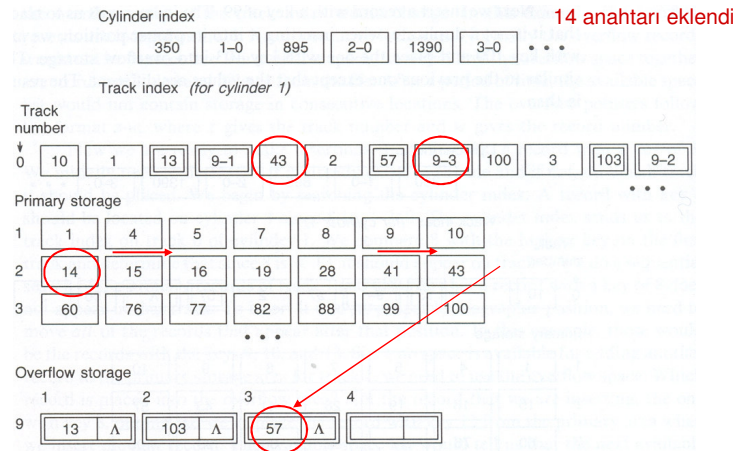 14 anahtarı eklendi
Cylinder index
350 1–0 895 2–0 1390 3–0 • • •
Track index (for cylinder 1)
Track
number
0 10 1 13 9–1 43 2 57 9–3 100 3 103 9–2
• • •
Primary storage
1 1 4 5 7 8 9 10
2 14 15 16 19 28 41 43
3 60 76 77 82 88 99 100
• • •
Overflow storage
1 2 3 4
9 13 Λ 103 Λ 57 Λ